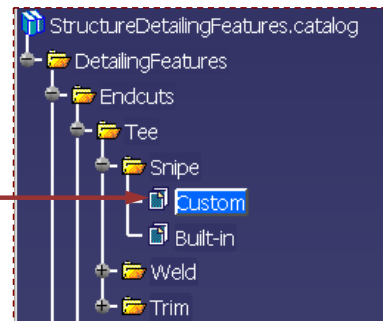 StructureDetailingFeatures.catalog
DetailingFeatures
Endcuts
Tee
Snipe
Custom
Built-in
Weld
Trim